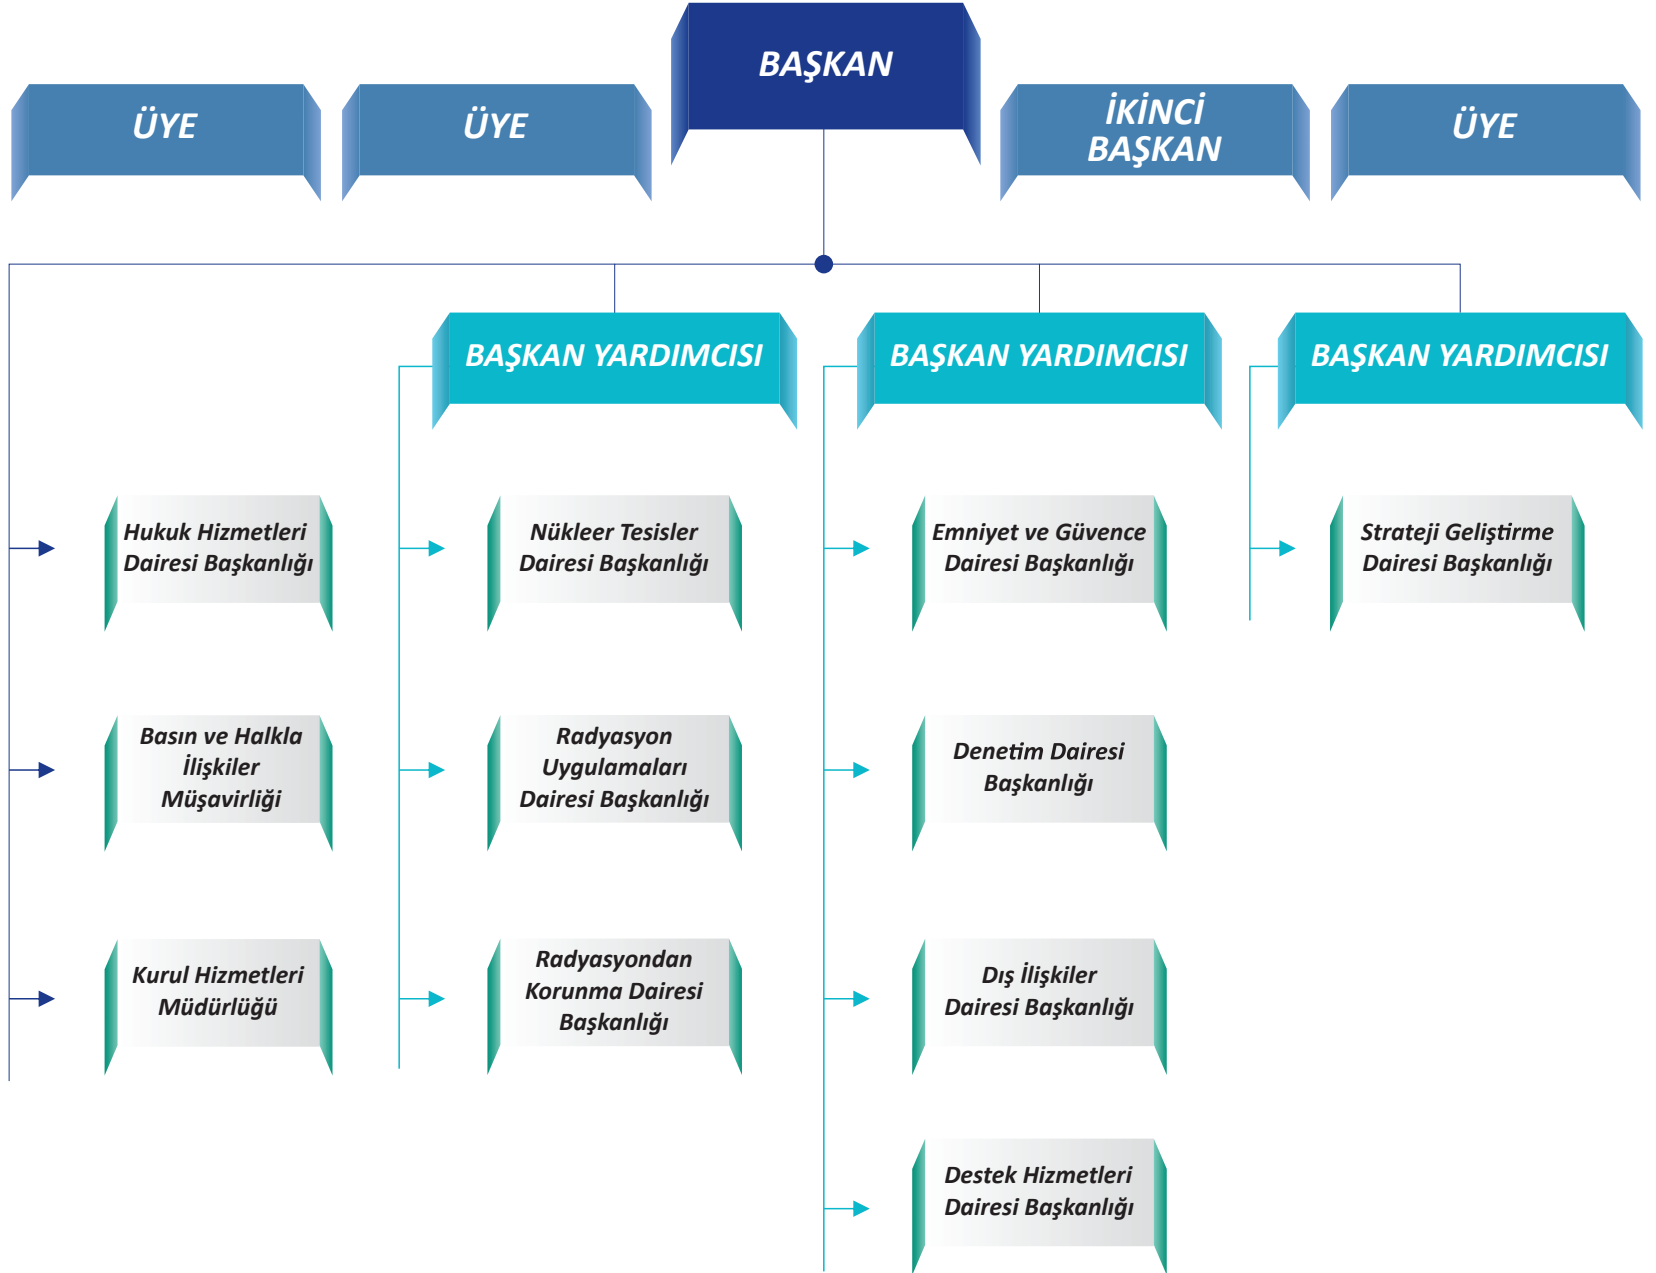 BAŞKAN
ÜYE
ÜYE
İKİNCİ
BAŞKAN
ÜYE
BAŞKAN YARDIMCISI
BAŞKAN YARDIMCISI
BAŞKAN YARDIMCISI
Hukuk Hizmetleri
Dairesi Başkanlığı
Nükleer Tesisler
Dairesi Başkanlığı
Emniyet ve Güvence
Dairesi Başkanlığı
Strateji Geliştirme
Dairesi Başkanlığı
Basın ve Halkla
İlişkiler
Müşavirliği
Radyasyon
Uygulamaları
Dairesi Başkanlığı
Denetim Dairesi
Başkanlığı
Kurul Hizmetleri
Müdürlüğü
Radyasyondan
Korunma Dairesi
Başkanlığı
Dış İlişkiler
Dairesi Başkanlığı
Destek Hizmetleri
Dairesi Başkanlığı